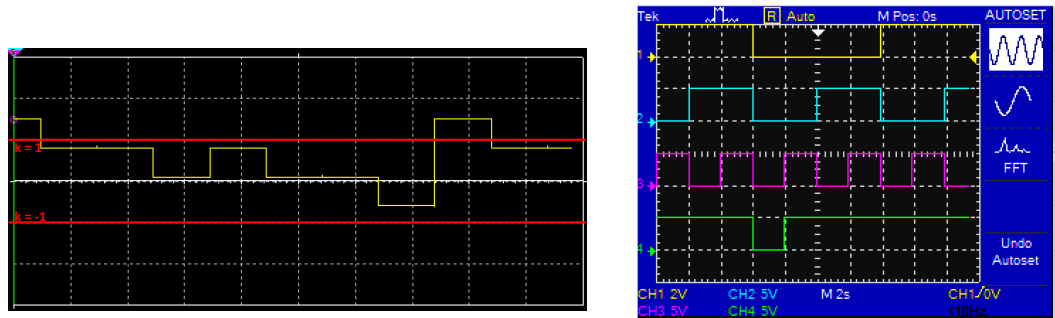 k = 1
k = -1
Tek R Auto M Pos: 0s AUTOSET
1
2
3
4
FFT
Undo
Autoset
CH1 2V CH2 5V M 2s CH1/0V
CH3 5V CH4 5V <10Hz